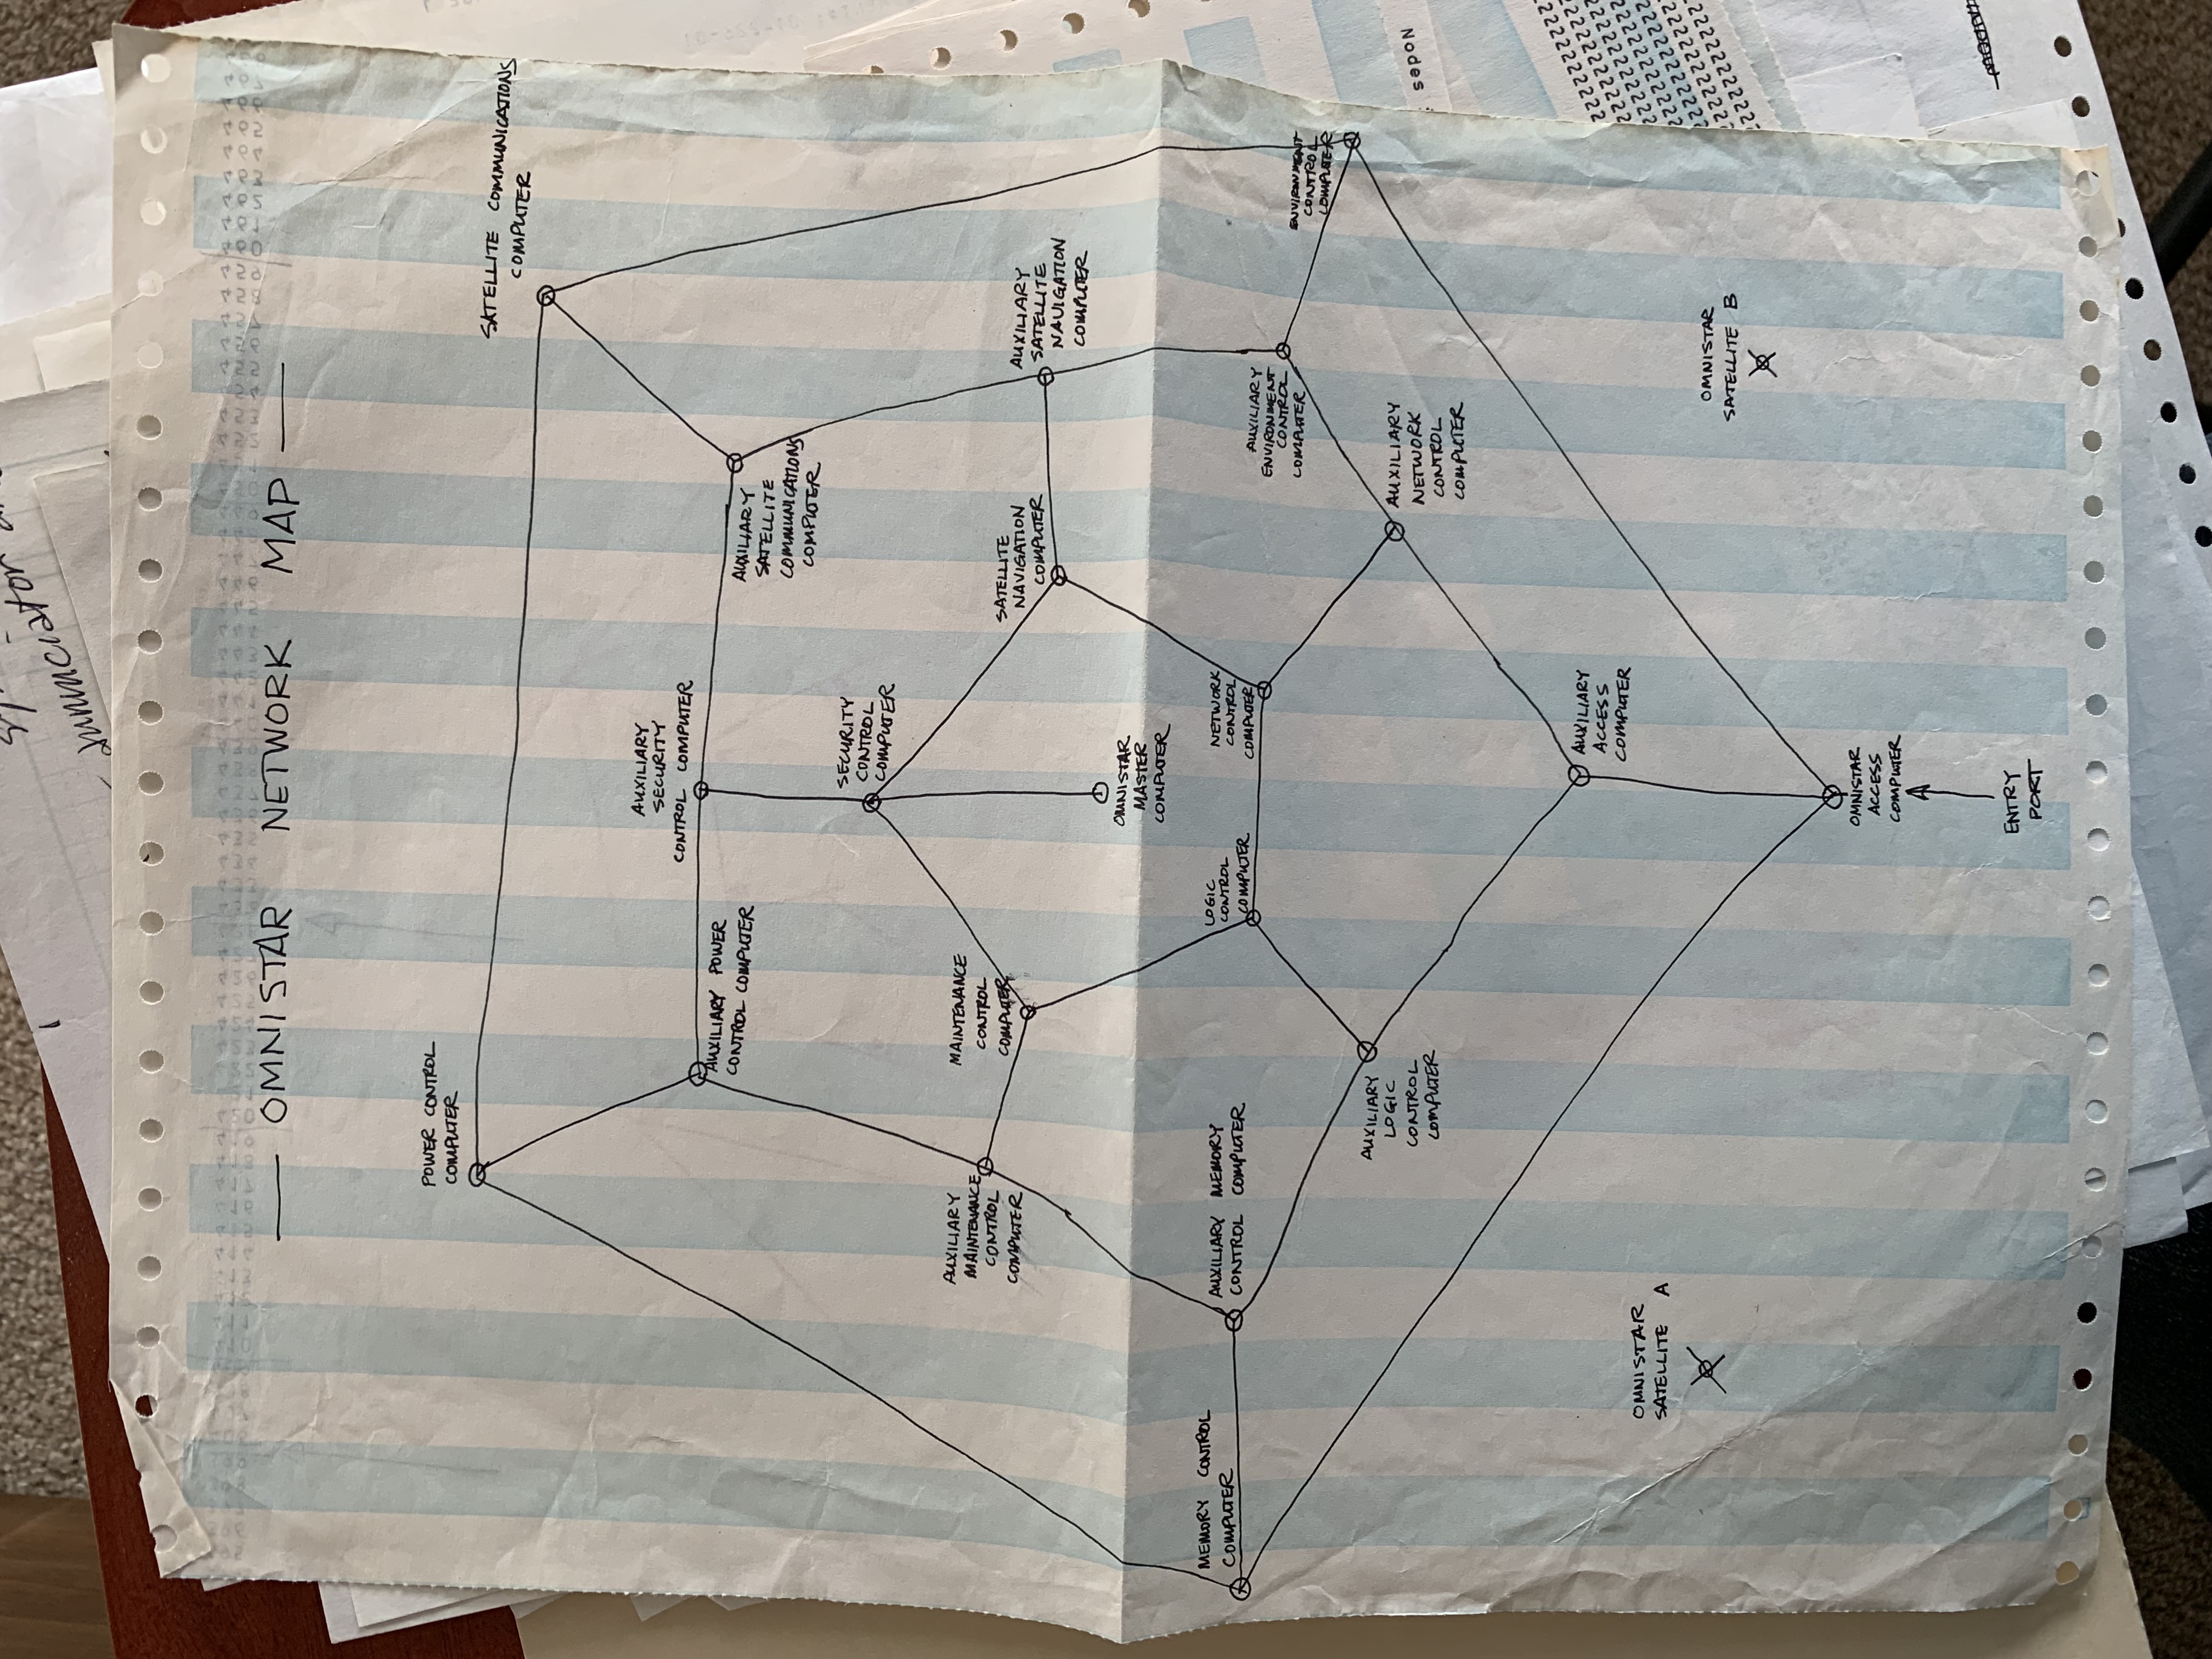 annunciator
— OMNISTAR NETWORK MAP —
POWER CONTROL
COMPUTER
SATELLITE COMMUNICATIONS
COMPUTER
AUXILIARY
SECURITY
CONTROL COMPUTER
AUXILIARY POWER
CONTROL COMPUTER
AUXILIARY
SATELLITE
COMMUNICATIONS
COMPUTER
SECURITY
CONTROL
COMPUTER
AUXILIARY
MAINTENANCE
CONTROL
COMPUTER
MAINTENANCE
CONTROL
COMPUTER
SATELLITE
NAVIGATION
COMPUTER
AUXILIARY
SATELLITE
NAVIGATION
COMPUTER
OMNISTAR
MASTER
COMPUTER
MEMORY CONTROL
COMPUTER
AUXILIARY MEMORY
CONTROL COMPUTER
LOGIC
CONTROL
COMPUTER
NETWORK
CONTROL
COMPUTER
AUXILIARY
ENVIRONMENT
CONTROL
COMPUTER
ENVIRONMENT
CONTROL
COMPUTER
AUXILIARY
LOGIC
CONTROL
COMPUTER
AUXILIARY
NETWORK
CONTROL
COMPUTER
Nodes
AUXILIARY
ACCESS
COMPUTER
OMNISTAR
SATELLITE A
OMNISTAR
SATELLITE B
OMNISTAR
ACCESS
COMPUTER
ENTRY
PORT